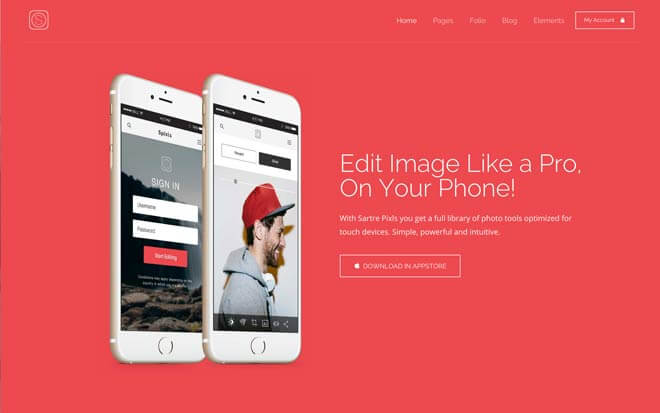 Home Pages Folio Blog Elements My Account
Spixls
SIGN IN
Username
Password
Start Editing
Edit Image Like a Pro,
On Your Phone!
With Sartre Pixls you get a full library of photo tools optimized for
touch devices. Simple, powerful and intuitive.
DOWNLOAD IN APPSTORE